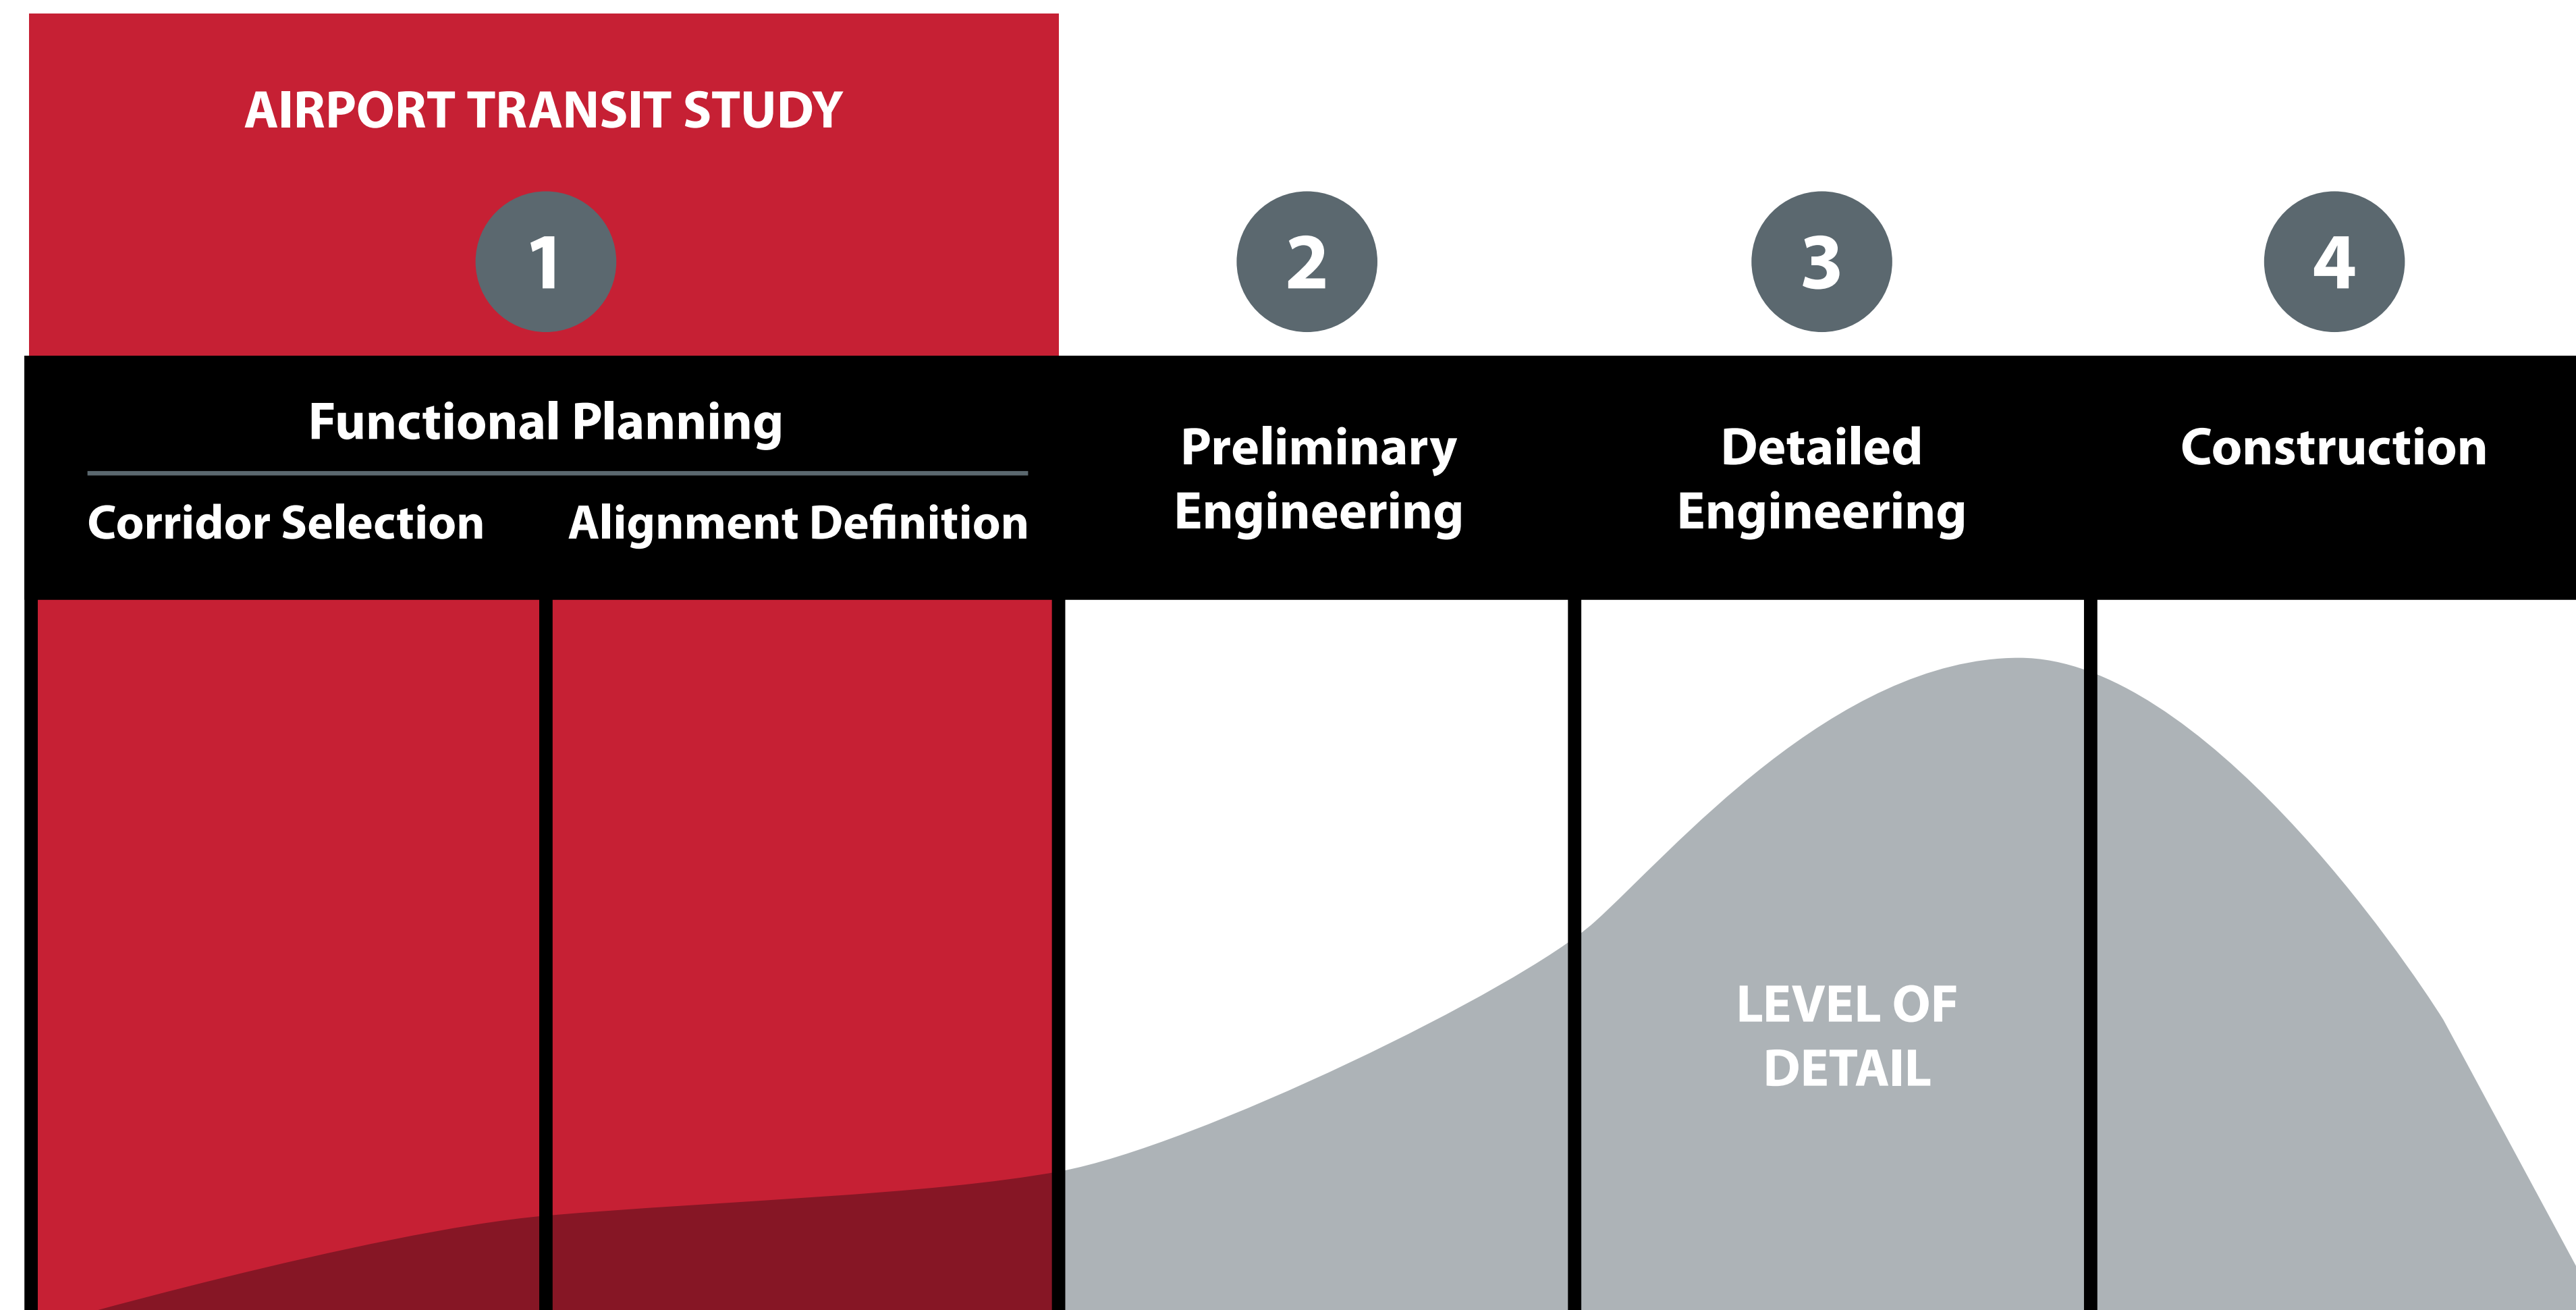 AIRPORT TRANSIT STUDY
1
2
3
4
Functional Planning
Corridor Selection
Alignment Definition
Preliminary
Engineering
Detailed
Engineering
Construction
LEVEL OF
DETAIL